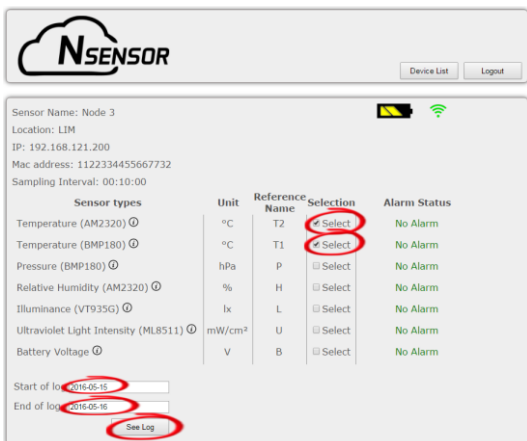 NSENSOR
Device List Logout
Sensor Name: Node 3
Location: LIM
IP: 192.168.121.200
Mac address: 1122334455667732
Sampling Interval: 00:10:00
Sensor types Unit Reference Name Selection Alarm Status
Temperature (AM2320) °C T2 Select No Alarm
Temperature (BMP180) °C T1 Select No Alarm
Pressure (BMP180) hPa P Select No Alarm
Relative Humidity (AM2320) % H Select No Alarm
Illuminance (VT935G) lx L Select No Alarm
Ultraviolet Light Intensity (ML8511) mW/cm² U Select No Alarm
Battery Voltage V B Select No Alarm
Start of lo 2016-05-15
End of log 2016-05-16
See Log